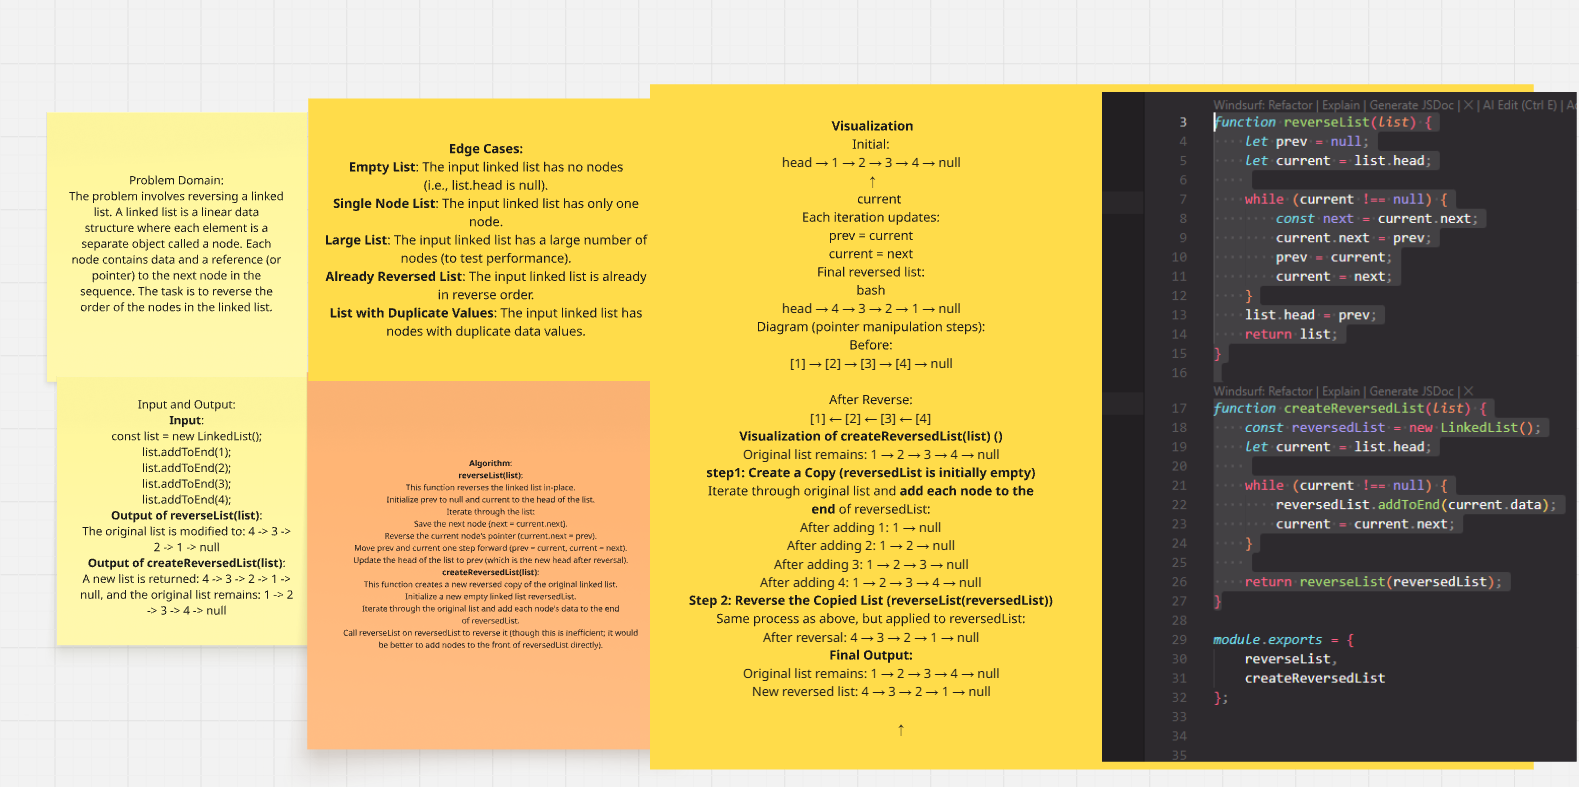 Problem Domain:
The problem involves reversing a linked
list. A linked list is a linear data
structure where each element is a
separate object called a node. Each
node contains data and a reference (or
pointer) to the next node in the
sequence. The task is to reverse the
order of the nodes in the linked list.
Input and Output:
Input:
const list = new LinkedList();
list.addToEnd(1);
list.addToEnd(2);
list.addToEnd(3);
list.addToEnd(4);
Output of reverseList(list):
The original list is modified to: 4 -> 3 ->
2 -> 1 -> null
Output of createReversedList(list):
A new list is returned: 4 -> 3 -> 2 -> 1 ->
null, and the original list remains: 1 -> 2
-> 3 -> 4 -> null
Edge Cases:
Empty List: The input linked list has no nodes
(i.e., list.head is null).
Single Node List: The input linked list has only one
node.
Large List: The input linked list has a large number of
nodes (to test performance).
Already Reversed List: The input linked list is already
in reverse order.
List with Duplicate Values: The input linked list has
nodes with duplicate data values.
Algorithm:
reverseList(list):
This function reverses the linked list in-place.
Initialize prev to null and current to the head of the list.
Iterate through the list:
Save the next node (next = current.next).
Reverse the current node's pointer (current.next = prev).
Move prev and current one step forward (prev = current, current = next).
Update the head of the list to prev (which is the new head after reversal).
createReversedList(list):
This function creates a new reversed copy of the original linked list.
Initialize a new empty linked list reversedList.
Iterate through the original list and add each node's data to the end
of reversedList.
Call reverseList on reversedList to reverse it (though this is inefficient; it would
be better to add nodes to the front of reversedList directly).
Visualization
Initial:
head → 1 → 2 → 3 → 4 → null
↑
current
Each iteration updates:
prev = current
current = next
Final reversed list:
bash
head → 4 → 3 → 2 → 1 → null
Diagram (pointer manipulation steps):
Before:
[1] → [2] → [3] → [4] → null
After Reverse:
[1] ← [2] ← [3] ← [4]
Visualization of createReversedList(list) ()
Original list remains: 1 → 2 → 3 → 4 → null
step1: Create a Copy (reversedList is initially empty)
Iterate through original list and add each node to the
end of reversedList:
After adding 1: 1 → null
After adding 2: 1 → 2 → null
After adding 3: 1 → 2 → 3 → null
After adding 4: 1 → 2 → 3 → 4 → null
Step 2: Reverse the Copied List (reverseList(reversedList))
Same process as above, but applied to reversedList:
After reversal: 4 → 3 → 2 → 1 → null
Final Output:
Original list remains: 1 → 2 → 3 → 4 → null
New reversed list: 4 → 3 → 2 → 1 → null
↑
Windsurf: Refactor | Explain | Generate JSDoc | × | AI Edit (Ctrl E) | A
3 function reverseList(list) {
4 let prev = null;
5 let current = list.head;
6
7 while (current !== null) {
8 const next = current.next;
9 current.next = prev;
10 prev = current;
11 current = next;
12 }
13 list.head = prev;
14 return list;
15 }
16
Windsurf: Refactor | Explain | Generate JSDoc | ×
17 function createReversedList(list) {
18 const reversedList = new LinkedList();
19 let current = list.head;
20
21 while (current !== null) {
22 reversedList.addToEnd(current.data);
23 current = current.next;
24 }
25
26 return reverseList(reversedList);
27 }
28
29 module.exports = {
30 reverseList,
31 createReversedList
32 };
33
34
35